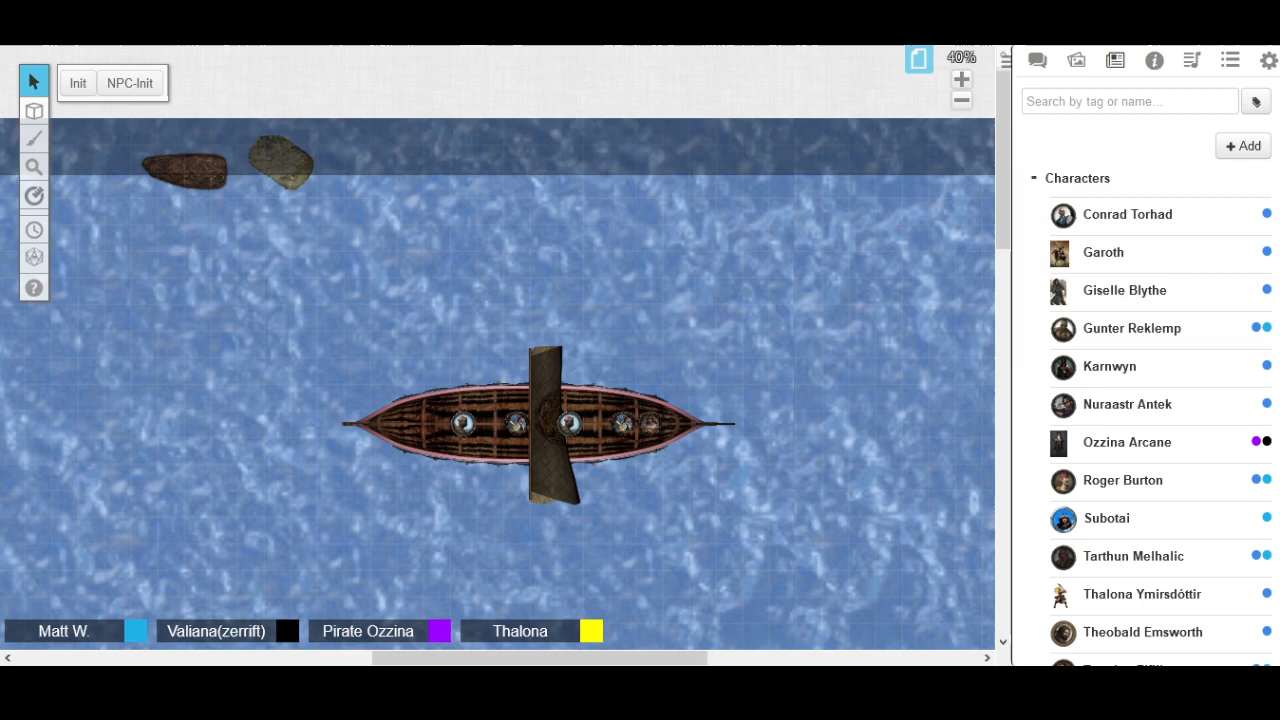 Init NPC-Init
40%
Search by tag or name...
+ Add
- Characters
Conrad Torhad
Garoth
Giselle Blythe
Gunter Reklemp
Karnwyn
Nuraastr Antek
Ozzina Arcane
Roger Burton
Subotai
Tarthun Melhalic
Thalona Ymirsdóttir
Theobald Emsworth
Matt W.
Valiana(zerrift)
Pirate Ozzina
Thalona